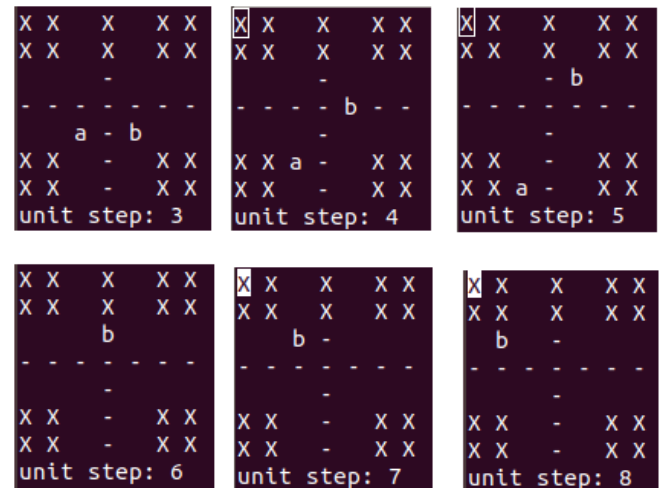 X X   X   X X
X X   X   X X
      -
- - - - - - -
    a - b
X X   -   X X
X X   -   X X
unit step: 3
X X   X   X X
X X   X   X X
      -
- - - - b - -
      -
X X a -   X X
X X   -   X X
unit step: 4
X X   X   X X
X X   X   X X
      - b
- - - - - - -
      -
X X   -   X X
X X a -   X X
unit step: 5
X X   X   X X
X X   X   X X
      b
- - - - - - -
      -
X X   -   X X
X X   -   X X
unit step: 6
X X   X   X X
X X   X   X X
    b -
- - - - - - -
      -
X X   -   X X
X X   -   X X
unit step: 7
X X   X   X X
X X   X   X X
  b   -
- - - - - - -
      -
X X   -   X X
X X   -   X X
unit step: 8